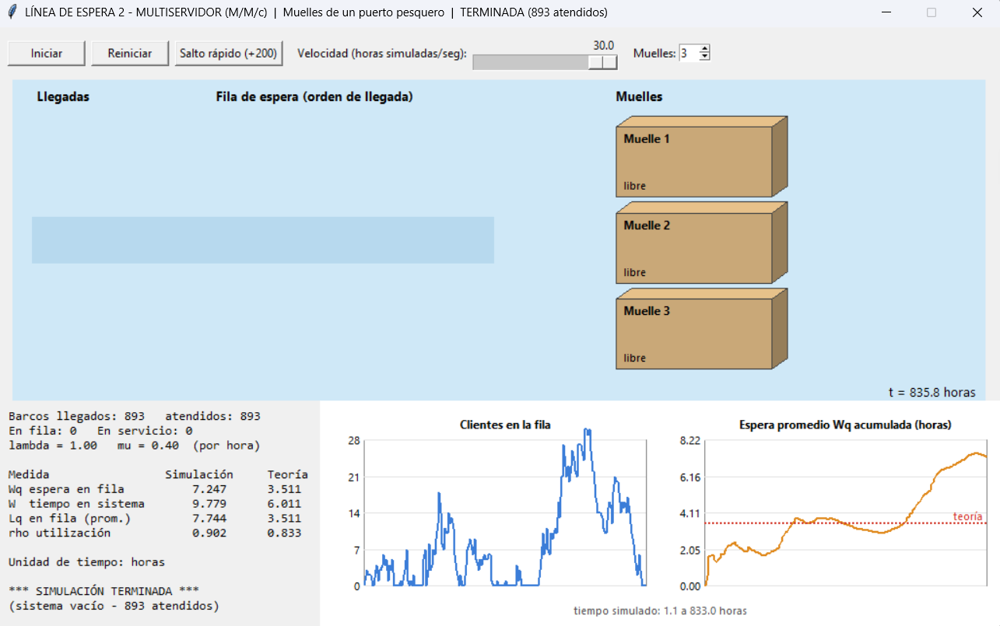 LÍNEA DE ESPERA 2 - MULTISERVIDOR (M/M/c) | Muelles de un puerto pesquero | TERMINADA (893 atendidos)
30.0
Iniciar Reiniciar Salto rápido (+200) Velocidad (horas simuladas/seg): Muelles: 3
Llegadas Fila de espera (orden de llegada) Muelles
Muelle 1
libre
Muelle 2
libre
Muelle 3
libre
t = 835.8 horas
Barcos llegados: 893 atendidos: 893
En fila: 0 En servicio: 0
lambda = 1.00 mu = 0.40 (por hora)
Medida Simulación Teoría
Wq espera en fila 7.247 3.511
W tiempo en sistema 9.779 6.011
Lq en fila (prom.) 7.744 3.511
rho utilización 0.902 0.833
Unidad de tiempo: horas
*** SIMULACIÓN TERMINADA ***
(sistema vacío - 893 atendidos)
Clientes en la fila
28
21
14
7
0
Espera promedio Wq acumulada (horas)
8.22
6.16
4.11
2.05
0.00
teoría
tiempo simulado: 1.1 a 833.0 horas